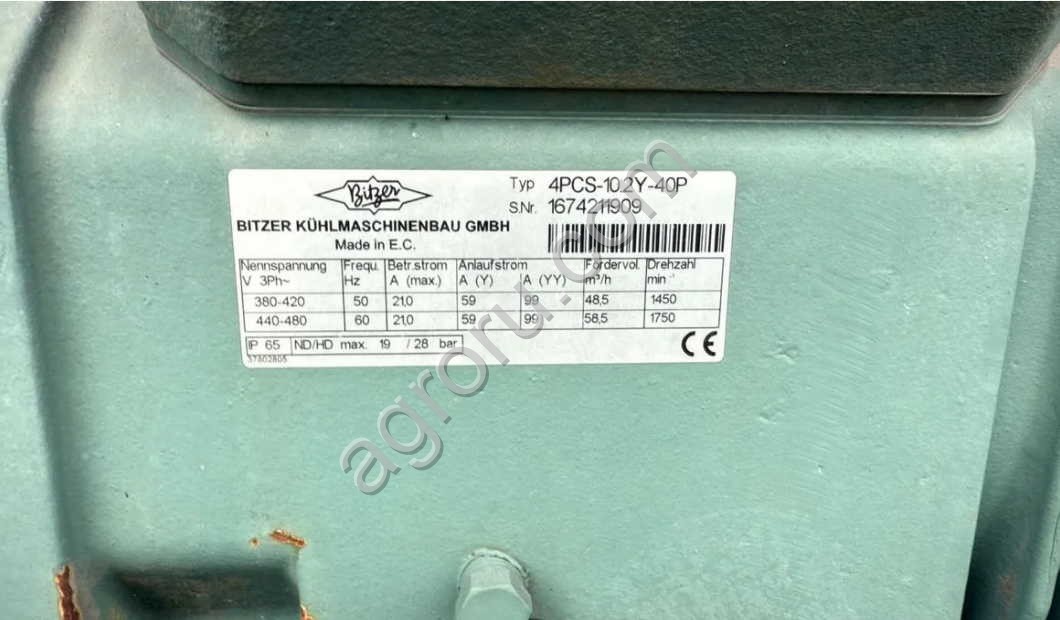 Bitzer
BITZER KÜHLMASCHINENBAU GMBH
Made in E.C.
Typ 4PCS-10.2Y-40P
S.Nr. 1674211909
Nennspannung Frequ. Betr.strom Anlaufstrom Fördervol. Drehzahl
V 3Ph~ Hz A (max.) A (Y) A (YY) m³/h min⁻¹
380-420 50 21,0 59 99 48,5 1450
440-480 60 21,0 59 99 58,5 1750
IP 65 ND/HD max. 19 / 28 bar
37802805
CE
agroru.com